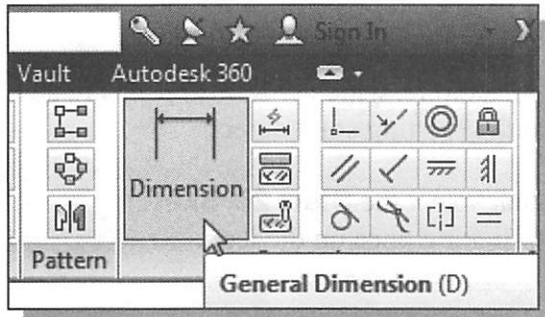 Sign In
Vault Autodesk 360
Dimension
Pattern
General Dimension (D)